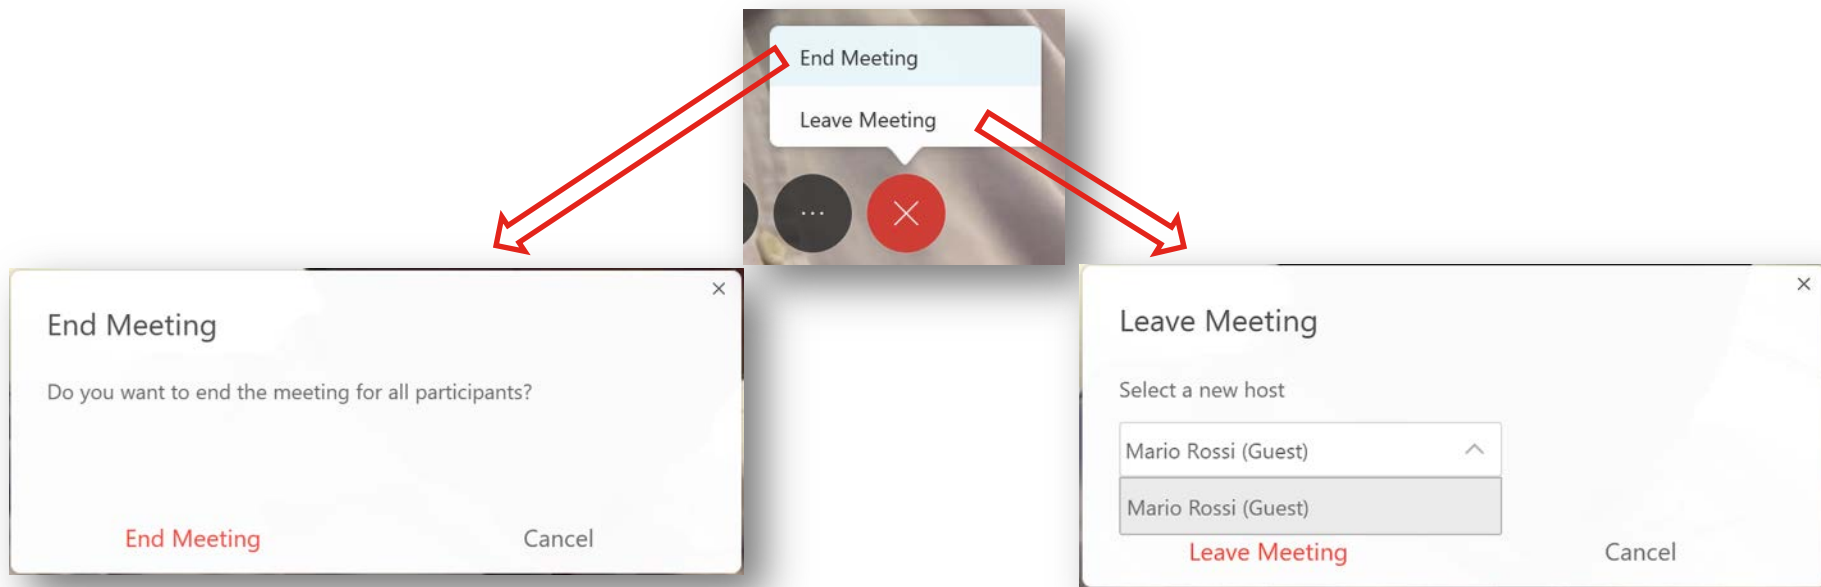 End Meeting
Leave Meeting
End Meeting
Do you want to end the meeting for all participants?
End Meeting
Cancel
Leave Meeting
Select a new host
Mario Rossi (Guest)
Mario Rossi (Guest)
Leave Meeting
Cancel